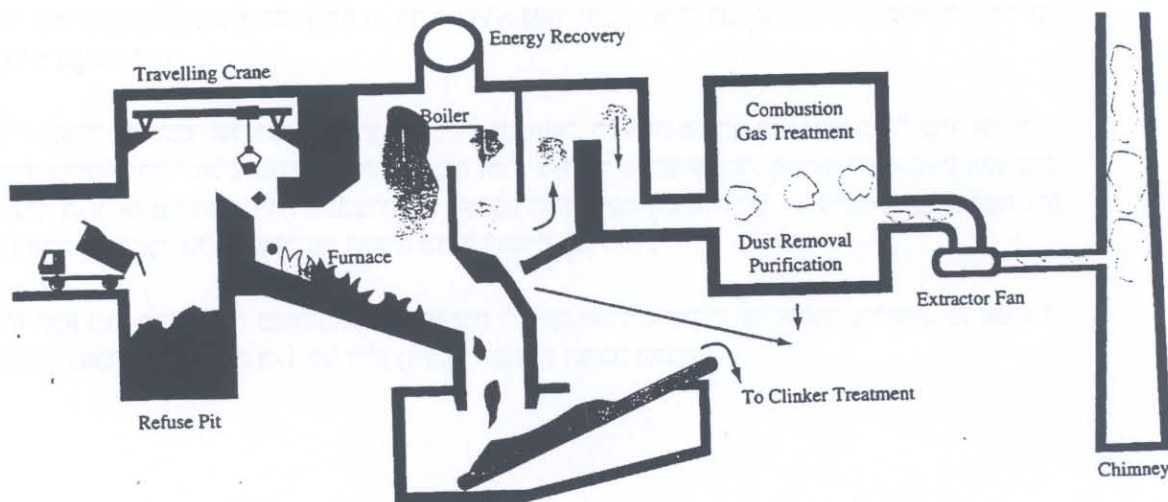 Energy Recovery
Travelling Crane
Boiler
Combustion
Gas Treatment
Furnace
Dust Removal
Purification
Extractor Fan
To Clinker Treatment
Refuse Pit
Chimney